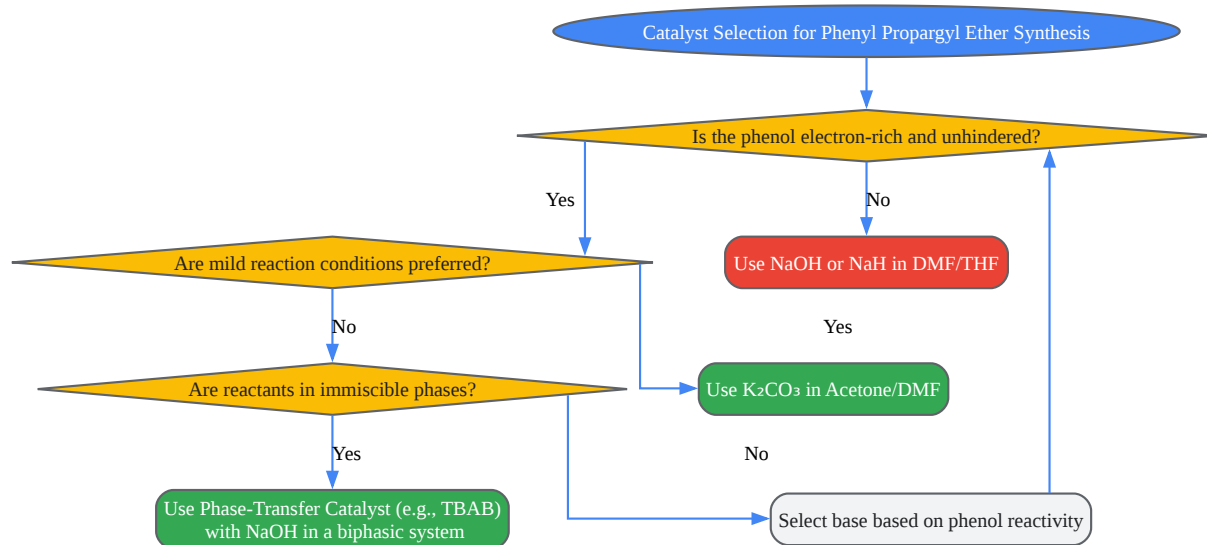 Catalyst Selection for Phenyl Propargyl Ether Synthesis
Is the phenol electron-rich and unhindered?
Yes
No
Are mild reaction conditions preferred?
Use NaOH or NaH in DMF/THF
No
Yes
Are reactants in immiscible phases?
Use K₂CO₃ in Acetone/DMF
Yes
No
Use Phase-Transfer Catalyst (e.g., TBAB)
with NaOH in a biphasic system
Select base based on phenol reactivity